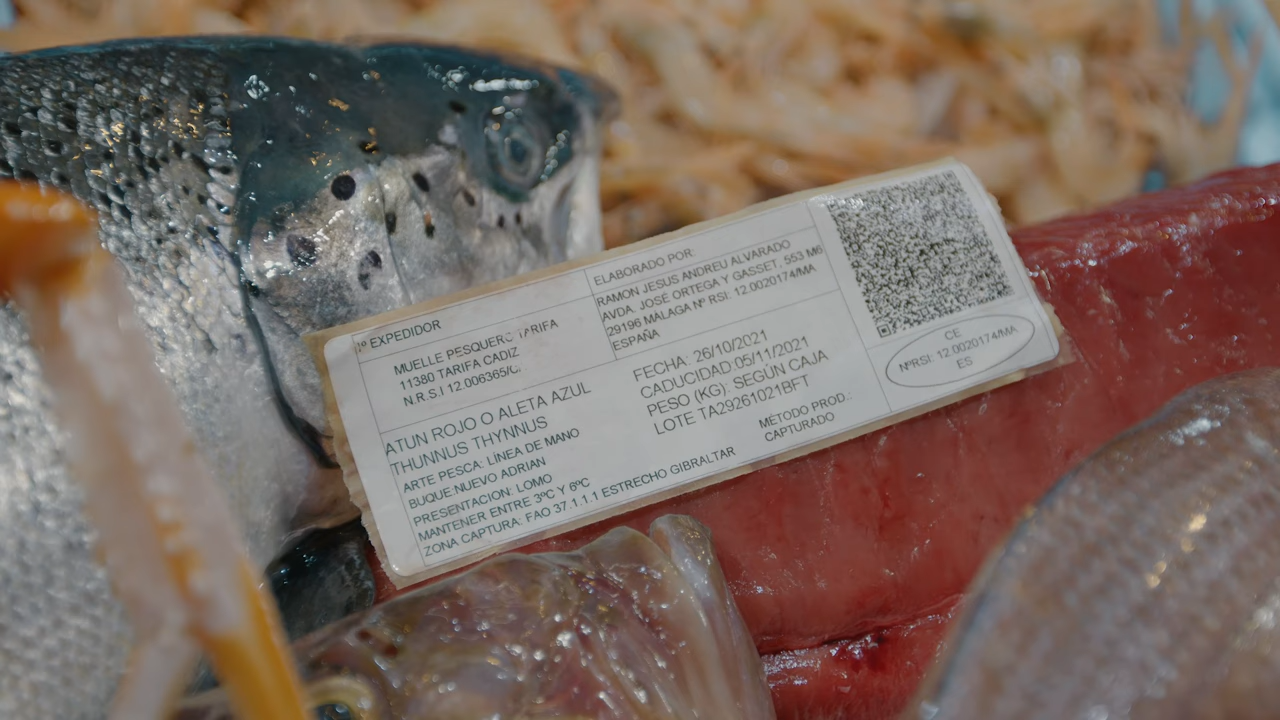 1º EXPEDIDOR
MUELLE PESQUERO TARIFA
11380 TARIFA CADIZ
N.R.S.I 12.006365/C.
ELABORADO POR:
RAMON JESUS ANDREU ALVARADO
AVDA. JOSE ORTEGA Y GASSET, 553 M6
29196 MALAGA Nº RSI: 12.0020174/MA
ESPAÑA
ATUN ROJO O ALETA AZUL
THUNNUS THYNNUS
ARTE PESCA: LÍNEA DE MANO
BUQUE:NUEVO ADRIAN
PRESENTACION: LOMO
MANTENER ENTRE 3ºC Y 6ºC
ZONA CAPTURA: FAO 37.1.1.1 ESTRECHO GIBRALTAR
FECHA: 26/10/2021
CADUCIDAD:05/11/2021
PESO (KG): SEGÚN CAJA
LOTE TA29261021BFT
MÉTODO PROD.:
CAPTURADO
CE
NºRSI: 12.0020174/MA
ES